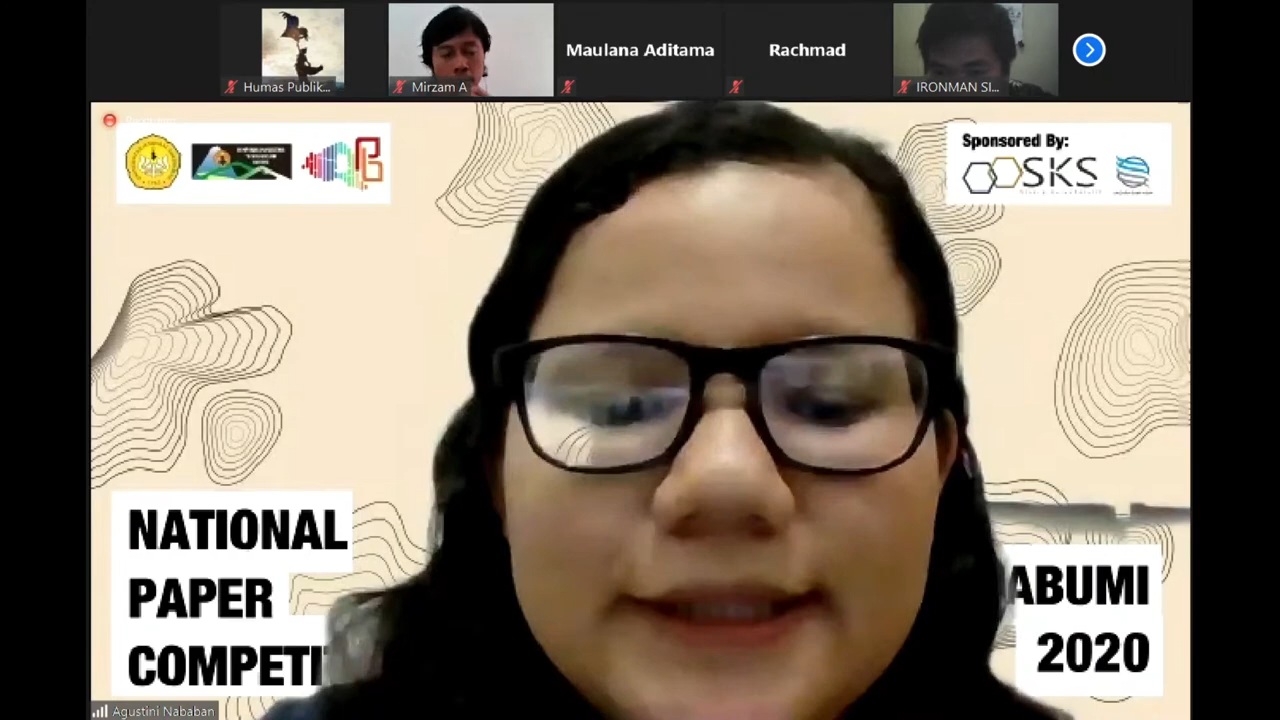 Maulana Aditama
Rachmad
Humas Publik...
Mirzam A
IRONMAN SI...
Sponsored By:
SKS
NATIONAL
PAPER
COMPETI
ABUMI
2020
Agustini Nababan